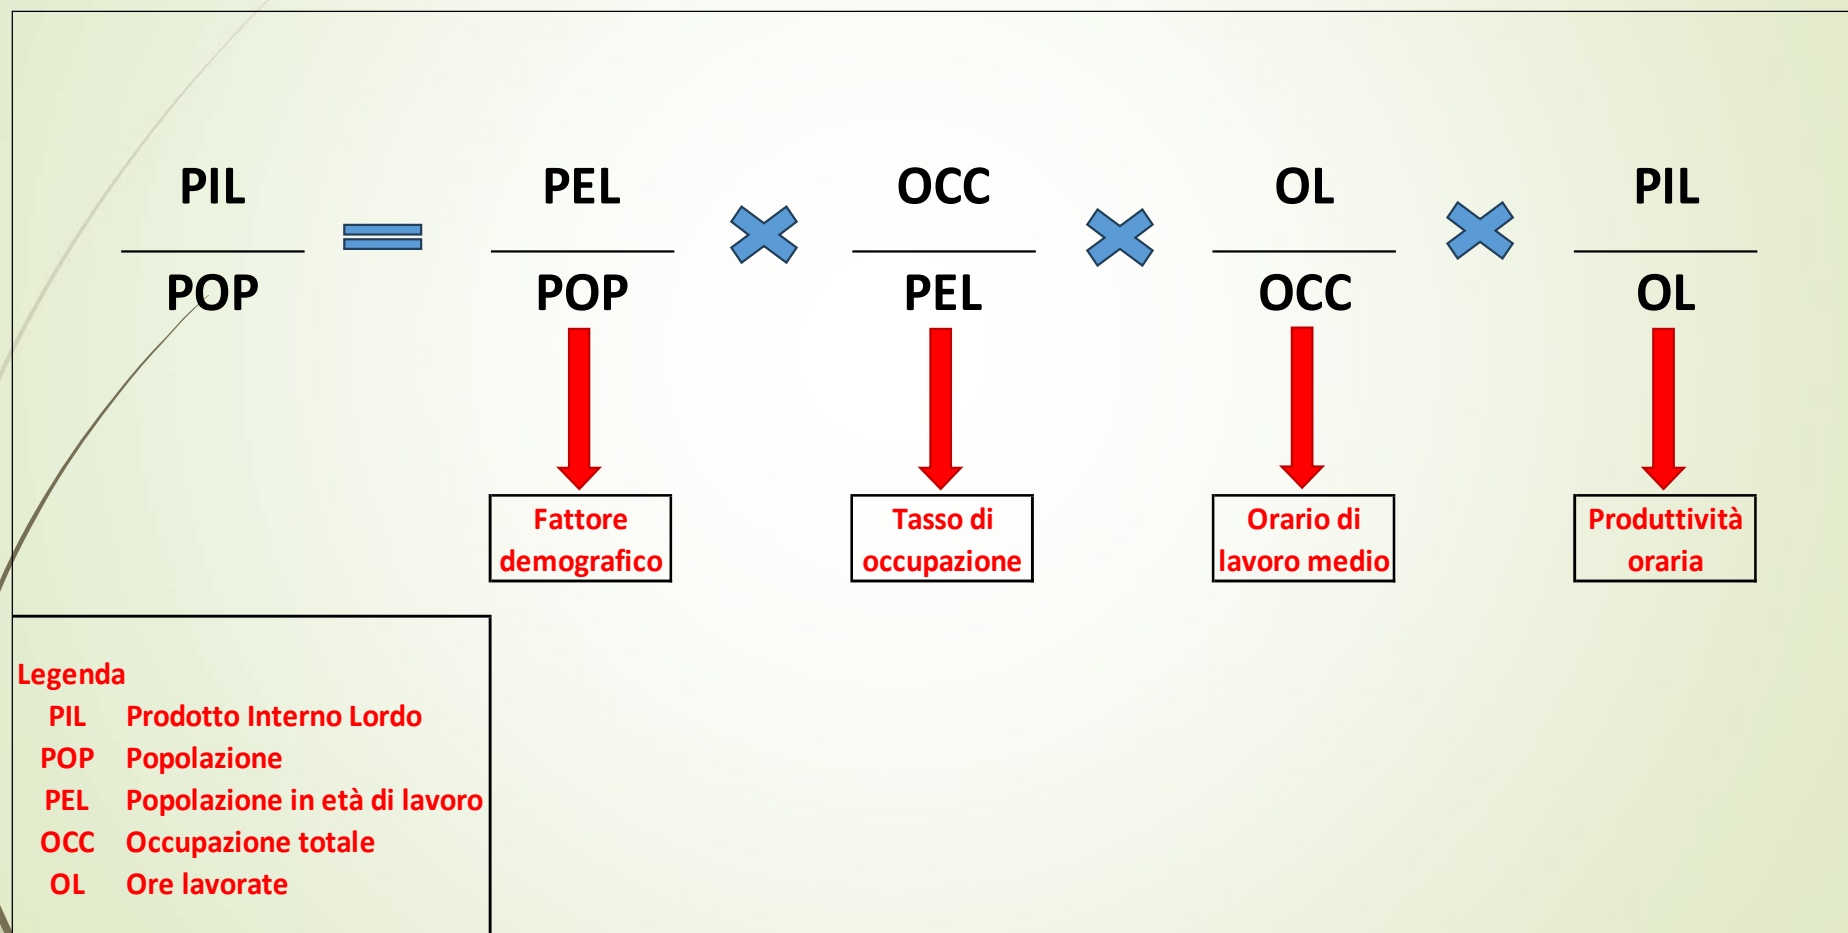 PIL PEL OCC OL PIL
POP POP PEL OCC OL
Fattore Tasso di Orario di Produttività
demografico occupazione lavoro medio oraria
Legenda
PIL Prodotto Interno Lordo
POP Popolazione
PEL Popolazione in età di lavoro
OCC Occupazione totale
OL Ore lavorate